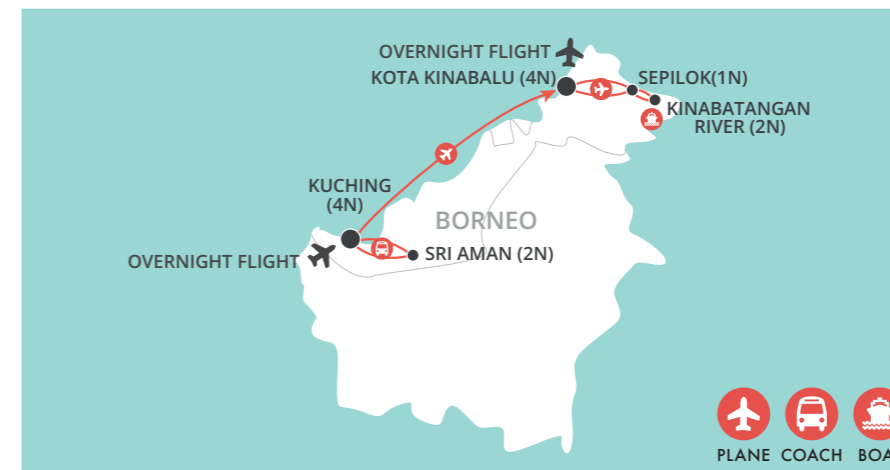 OVERNIGHT FLIGHT
KOTA KINABALU (4N)
SEPILOK(1N)
KINABATANGAN
RIVER (2N)
KUCHING
(4N)
BORNEO
SRI AMAN (2N)
OVERNIGHT FLIGHT
PLANE COACH BOA